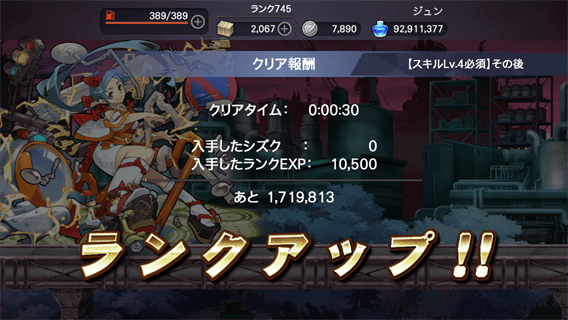 ランク745
ジュン
389/389
2,067
7,890
92,911,377
クリア報酬
【スキルLv.4必須】その後
クリアタイム： 0:00:30
入手したシズク ： 0
入手したランクEXP： 10,500
あと 1,719,813
ランクアップ!!